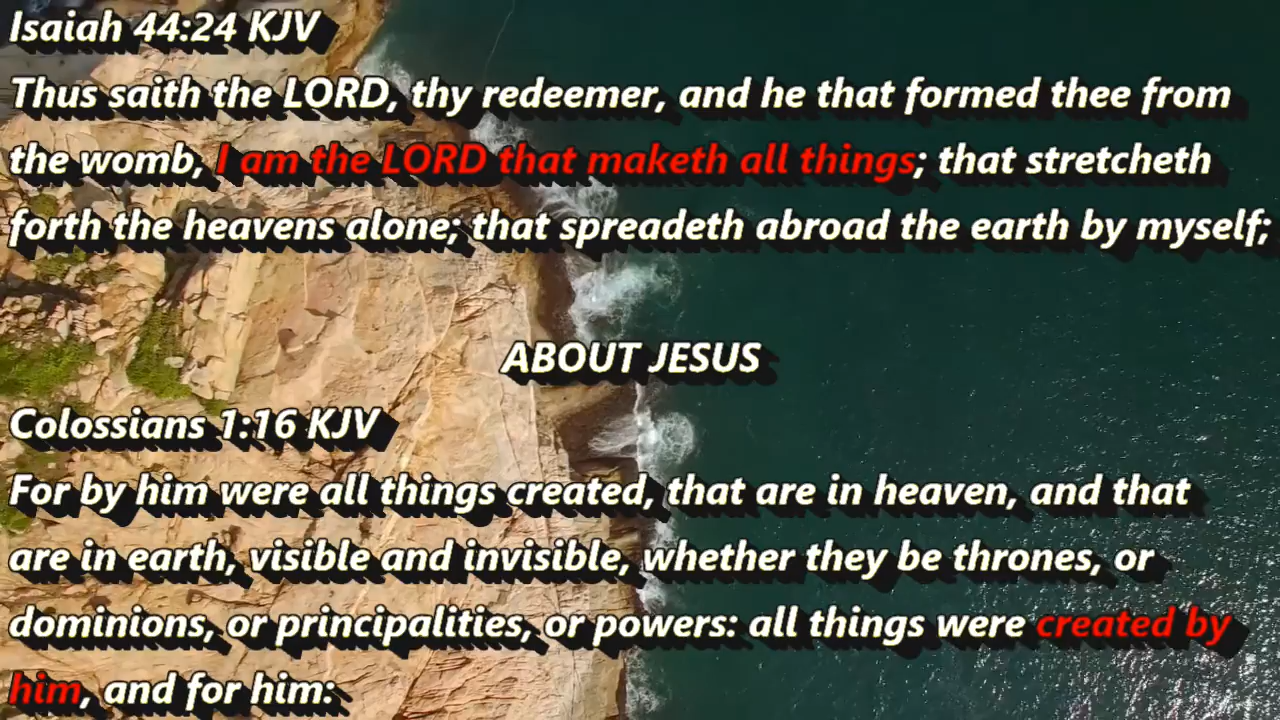 Isaiah 44:24 KJV
Thus saith the LORD, thy redeemer, and he that formed thee from
the womb, I am the LORD that maketh all things; that stretcheth
forth the heavens alone; that spreadeth abroad the earth by myself;
ABOUT JESUS
Colossians 1:16 KJV
For by him were all things created, that are in heaven, and that
are in earth, visible and invisible, whether they be thrones, or
dominions, or principalities, or powers: all things were created by
him, and for him: